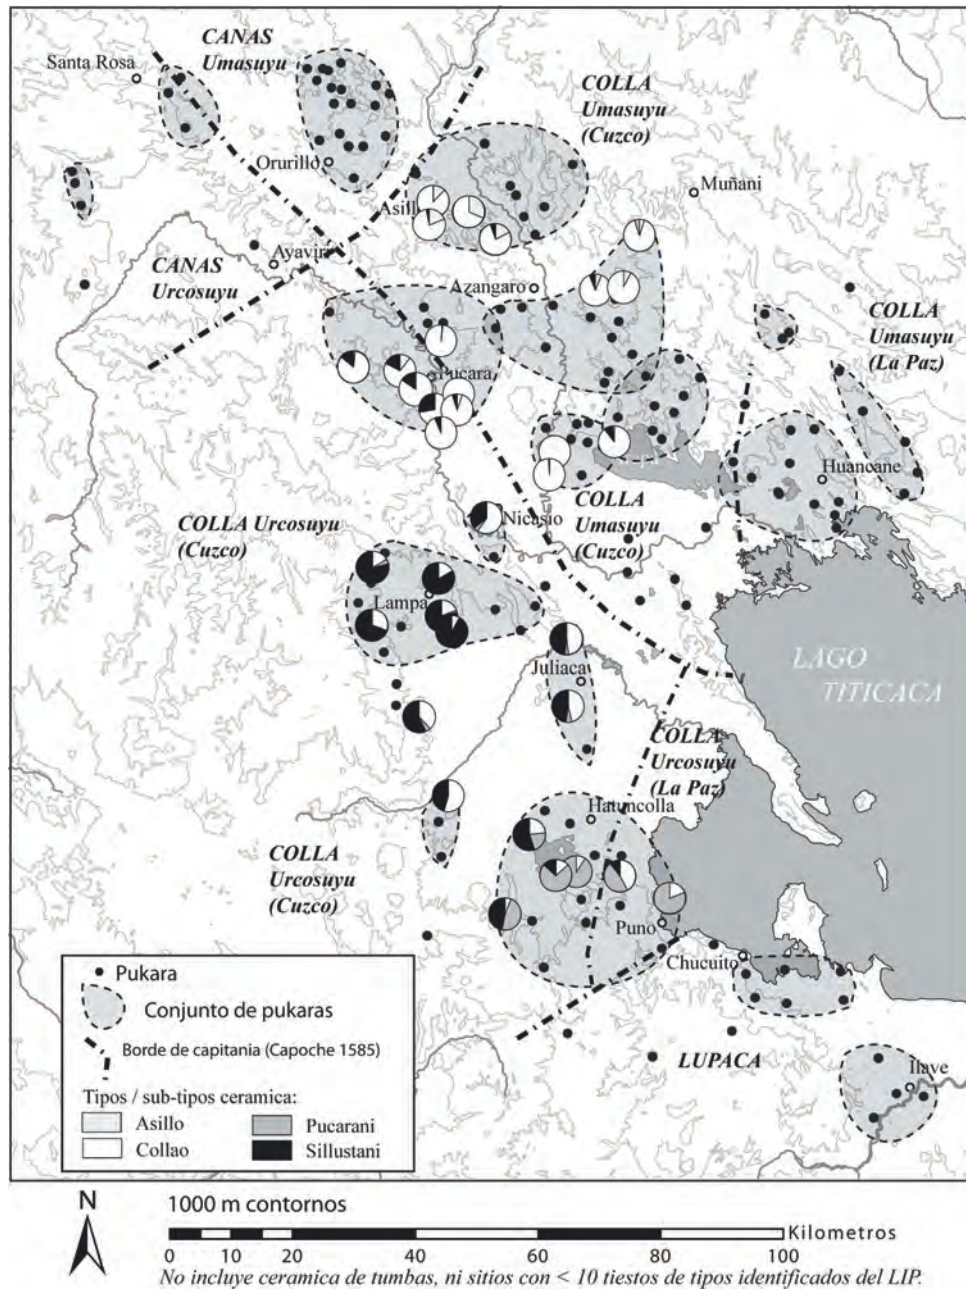 CANAS
Umasuyu
Santa Rosa
COLLA
Umasuyu
(Cuzco)
Orurillo
Muñani
Asillo
Ayaviri
CANAS
Urcosuyu
Azangaro
COLLA
Umasuyu
(La Paz)
Pucara
Huancane
COLLA Urcosuyu
(Cuzco)
Nicasio
COLLA
Umasuyu
(Cuzco)
Lampa
Juliaca
LAGO
TITICACA
COLLA
Urcosuyu
(La Paz)
Hatuncolla
COLLA
Urcosuyu
(Cuzco)
Puno
Chucuito
LUPACA
Ilave
Pukara
Conjunto de pukaras
Borde de capitania (Capoche 1585)
Tipos / sub-tipos ceramica:
Asillo
Pucarani
Collao
Sillustani
N
1000 m contornos
Kilometros
0 10 20 40 60 80 100
No incluye ceramica de tumbas, ni sitios con < 10 tiestos de tipos identificados del LIP.